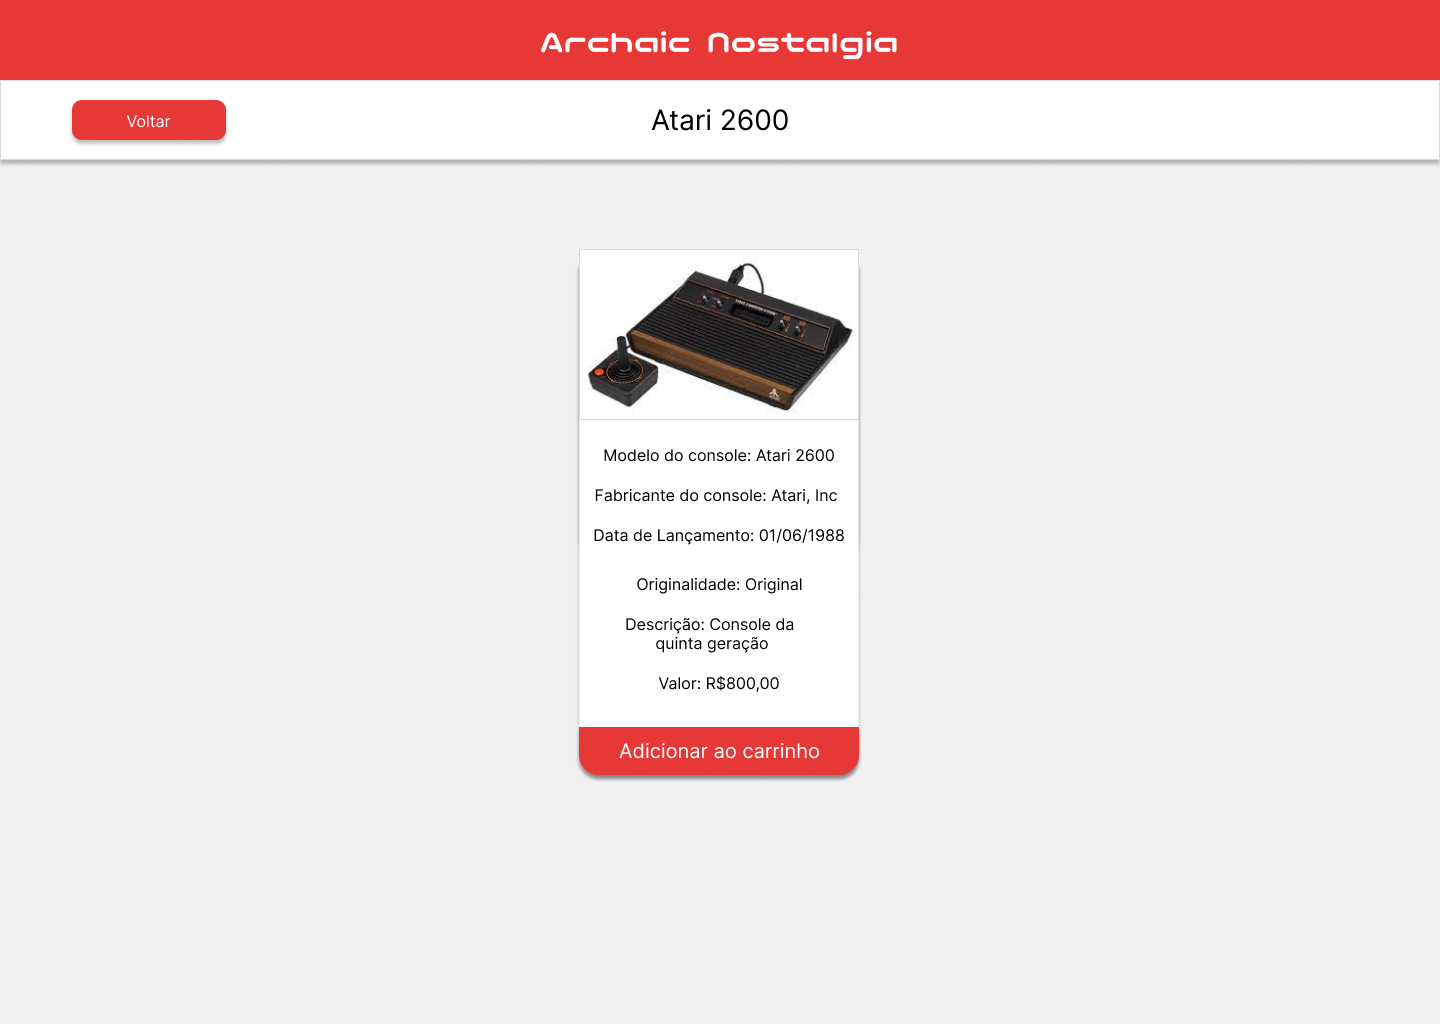 Archaic Nostalgia
Voltar
Atari 2600
Modelo do console: Atari 2600
Fabricante do console: Atari, Inc
Data de Lançamento: 01/06/1988
Originalidade: Original
Descrição: Console da
quinta geração
Valor: R$800,00
Adicionar ao carrinho